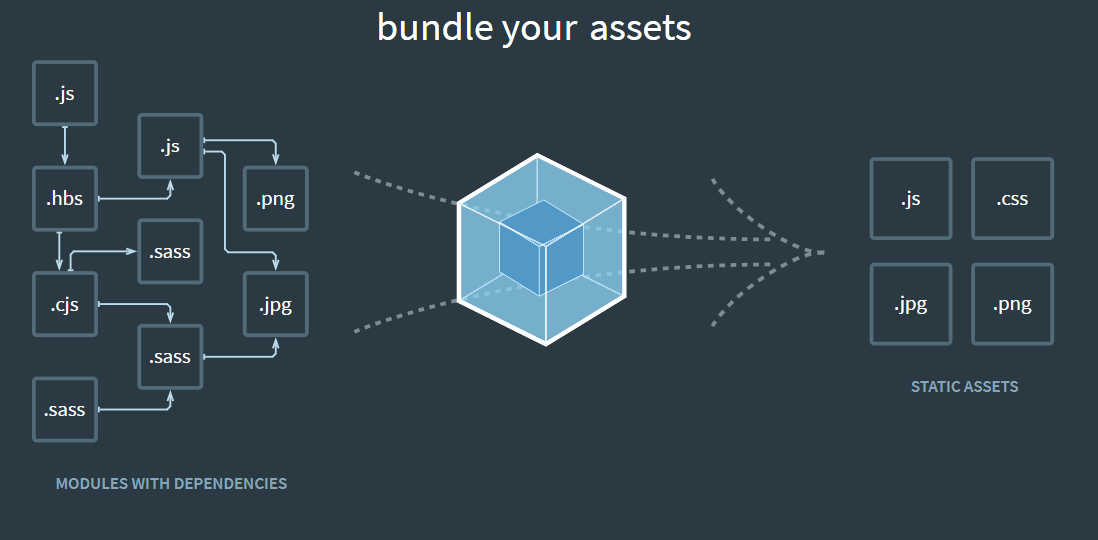 bundle your assets
.js
.js
.hbs
.png
.sass
.cjs
.jpg
.sass
.sass
MODULES WITH DEPENDENCIES
.js
.css
.jpg
.png
STATIC ASSETS